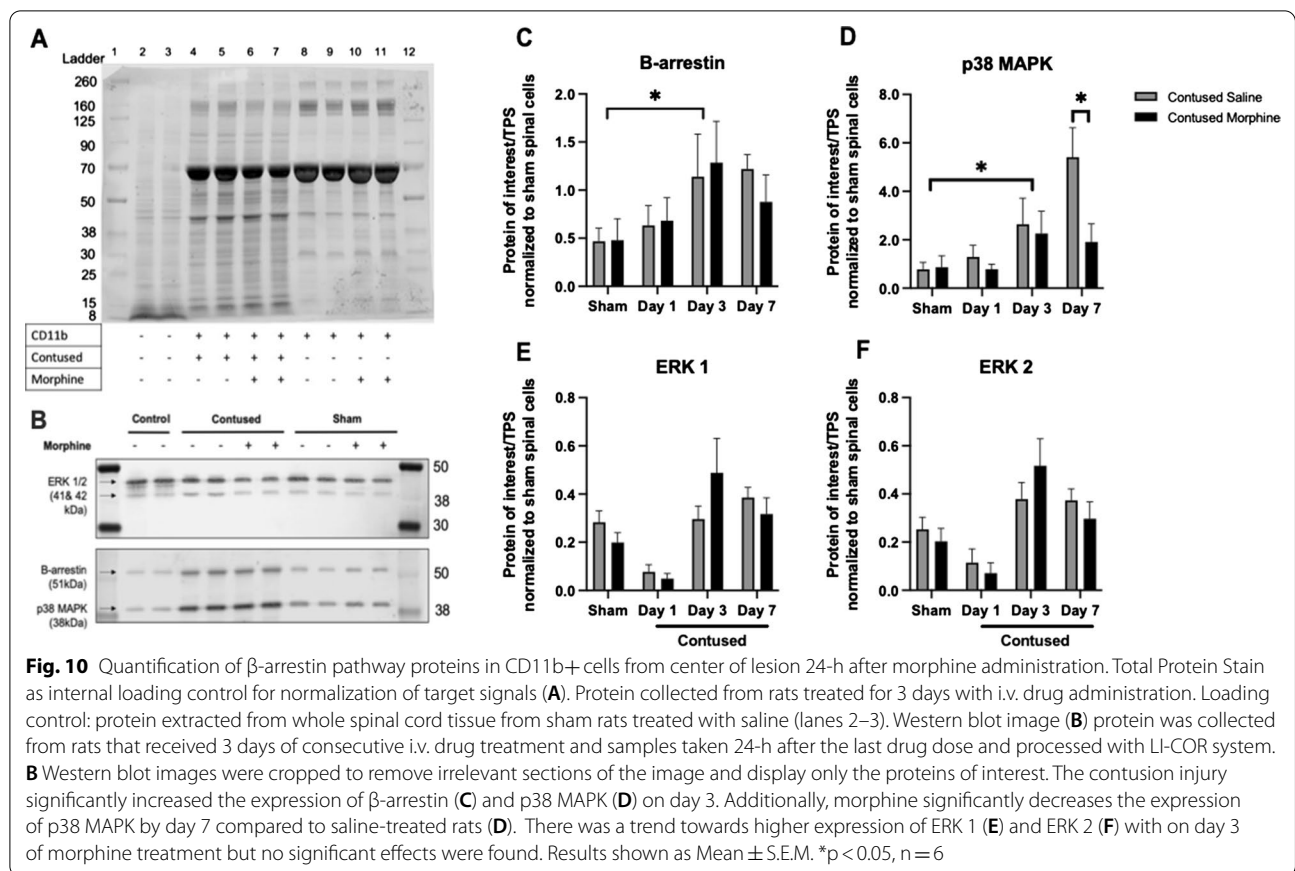 A
Ladder 1 2 3 4 5 6 7 8 9 10 11 12
260
160
125
90
70
50
38
30
25
15
8
CD11b - - + + + + + + + +
Contused - - + + + + - - - -
Morphine - - - - + + - - + +
B
Control Contused Sham
Morphine - - - - + + - - + +
ERK 1/2
(41& 42
kDa)
50
38
30
B-arrestin
(51kDa)
p38 MAPK
(38kDa)
50
38
C
B-arrestin
Protein of interest/TPS
normalized to sham spinal cells
2.0
1.5
1.0
0.5
0.0
*
Sham Day 1 Day 3 Day 7
D
p38 MAPK
Protein of interest/TPS
normalized to sham spinal cells
8.0
6.0
4.0
2.0
0.0
*
*
Sham Day 1 Day 3 Day 7
Contused Saline
Contused Morphine
E
ERK 1
Protein of interest/TPS
normalized to sham spinal cells
0.8
0.6
0.4
0.2
0.0
Sham Day 1 Day 3 Day 7
Contused
F
ERK 2
Protein of interest/TPS
normalized to sham spinal cells
0.8
0.6
0.4
0.2
0.0
Sham Day 1 Day 3 Day 7
Contused
Fig. 10 Quantification of β-arrestin pathway proteins in CD11b+ cells from center of lesion 24-h after morphine administration. Total Protein Stain
as internal loading control for normalization of target signals (A). Protein collected from rats treated for 3 days with i.v. drug administration. Loading
control: protein extracted from whole spinal cord tissue from sham rats treated with saline (lanes 2–3). Western blot image (B) protein was collected
from rats that received 3 days of consecutive i.v. drug treatment and samples taken 24-h after the last drug dose and processed with LI-COR system.
B Western blot images were cropped to remove irrelevant sections of the image and display only the proteins of interest. The contusion injury
significantly increased the expression of β-arrestin (C) and p38 MAPK (D) on day 3. Additionally, morphine significantly decreases the expression
of p38 MAPK by day 7 compared to saline-treated rats (D). There was a trend towards higher expression of ERK 1 (E) and ERK 2 (F) with on day 3
of morphine treatment but no significant effects were found. Results shown as Mean ± S.E.M. *p < 0.05, n = 6